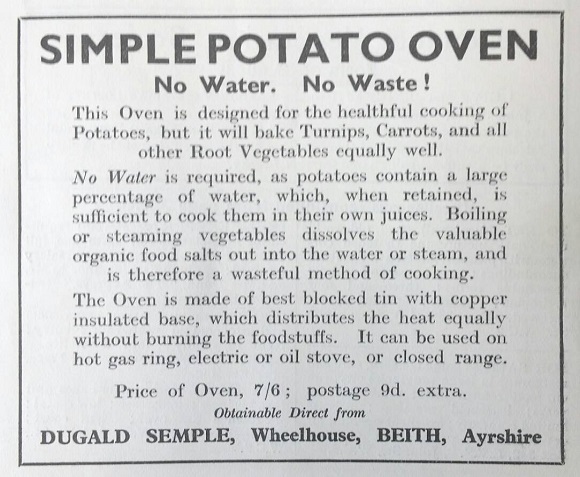 SIMPLE POTATO OVEN
No Water. No Waste!
This Oven is designed for the healthful cooking of
Potatoes, but it will bake Turnips, Carrots, and all
other Root Vegetables equally well.
No Water is required, as potatoes contain a large
percentage of water, which, when retained, is
sufficient to cook them in their own juices. Boiling
or steaming vegetables dissolves the valuable
organic food salts out into the water or steam, and
is therefore a wasteful method of cooking.
The Oven is made of best blocked tin with copper
insulated base, which distributes the heat equally
without burning the foodstuffs. It can be used on
hot gas ring, electric or oil stove, or closed range.
Price of Oven, 7/6; postage 9d. extra.
Obtainable Direct from
DUGALD SEMPLE, Wheelhouse, BEITH, Ayrshire